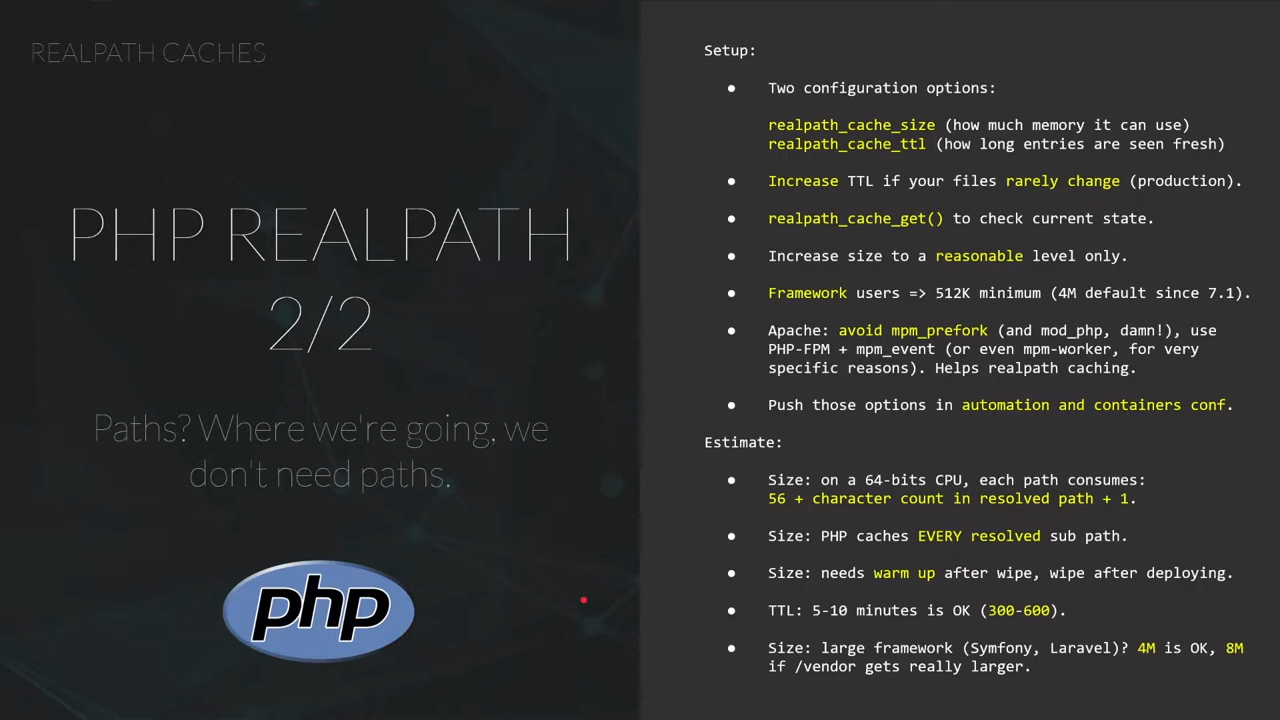 REALPATH CACHES
PHP REALPATH
2/2
Paths? Where we're going, we
don't need paths.
php
Setup:
● Two configuration options:
realpath_cache_size (how much memory it can use)
realpath_cache_ttl (how long entries are seen fresh)
● Increase TTL if your files rarely change (production).
● realpath_cache_get() to check current state.
● Increase size to a reasonable level only.
● Framework users => 512K minimum (4M default since 7.1).
● Apache: avoid mpm_prefork (and mod_php, damn!), use
PHP-FPM + mpm_event (or even mpm-worker, for very
specific reasons). Helps realpath caching.
● Push those options in automation and containers conf.
Estimate:
● Size: on a 64-bits CPU, each path consumes:
56 + character count in resolved path + 1.
● Size: PHP caches EVERY resolved sub path.
● Size: needs warm up after wipe, wipe after deploying.
● TTL: 5-10 minutes is OK (300-600).
● Size: large framework (Symfony, Laravel)? 4M is OK, 8M
if /vendor gets really larger.